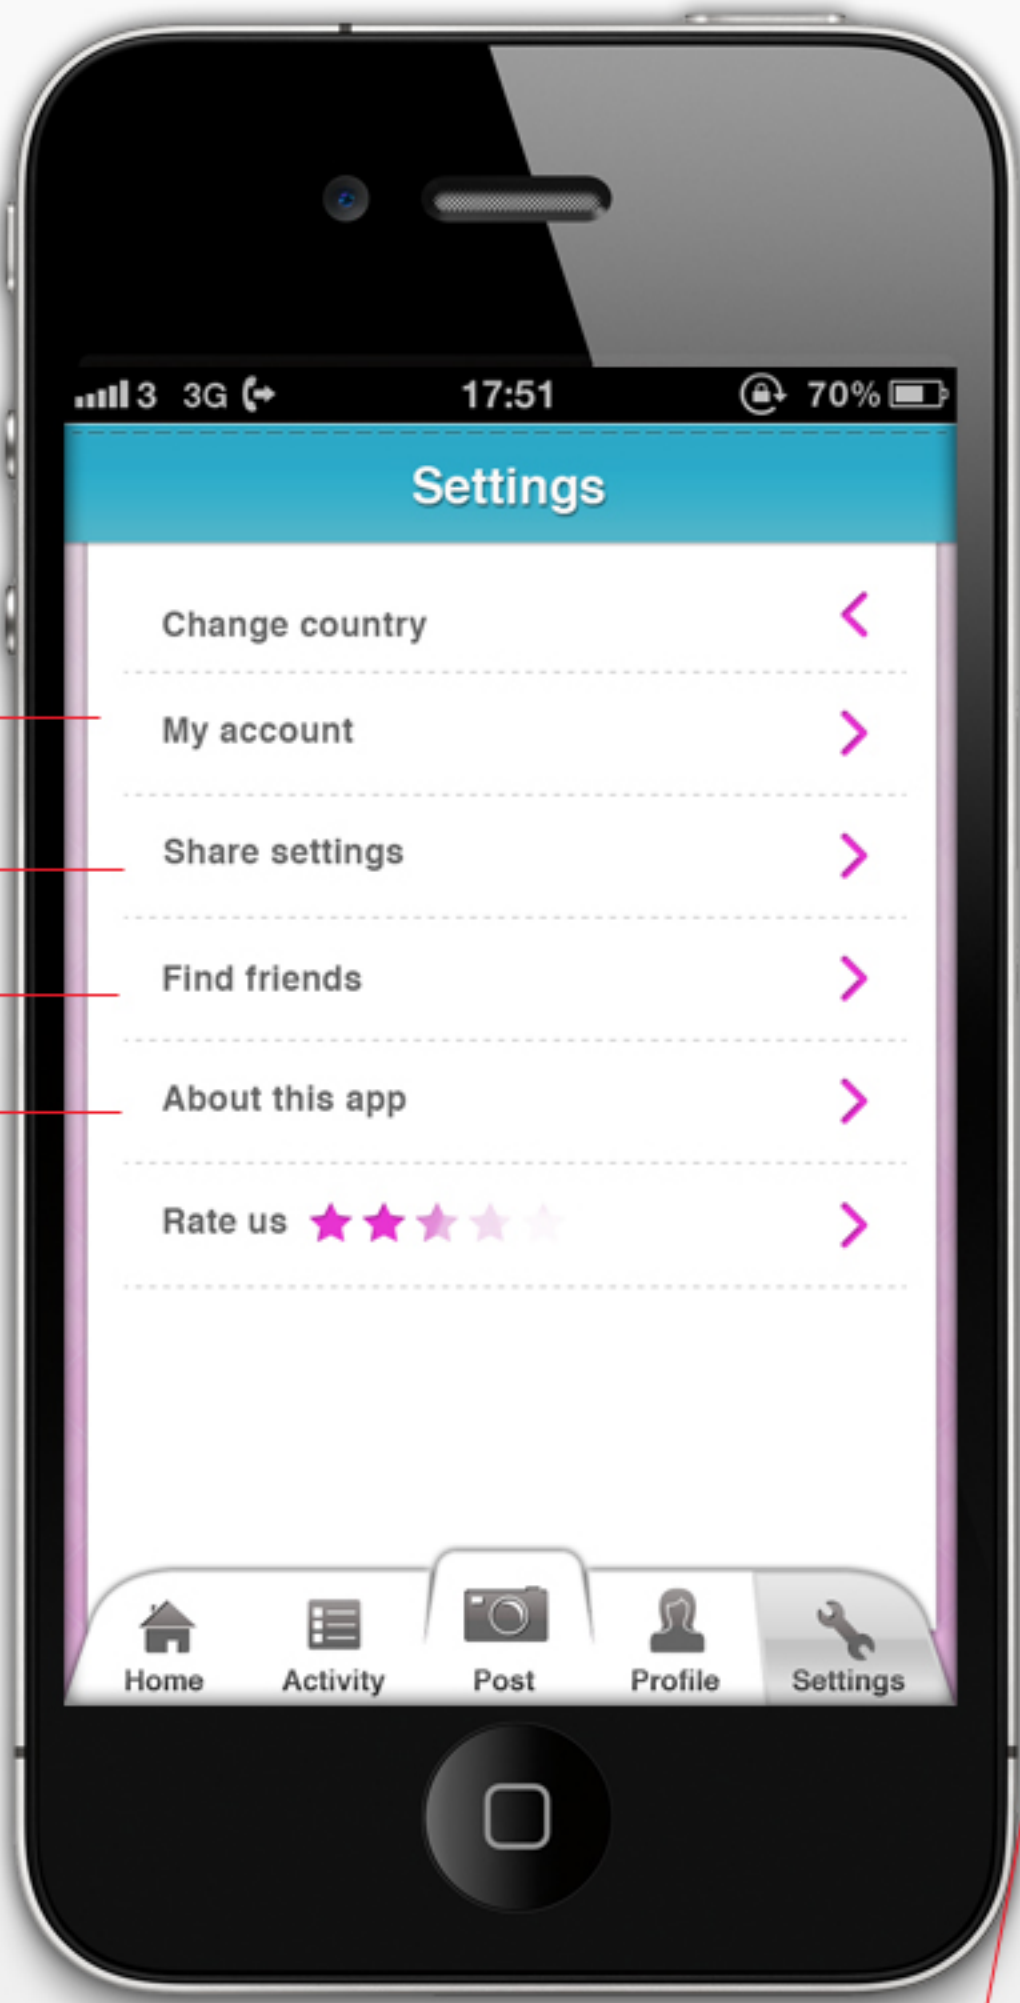 3 3G 17:51 70%
Settings
Change country
My account
Share settings
Find friends
About this app
Rate us
Home Activity Post Profile Settings